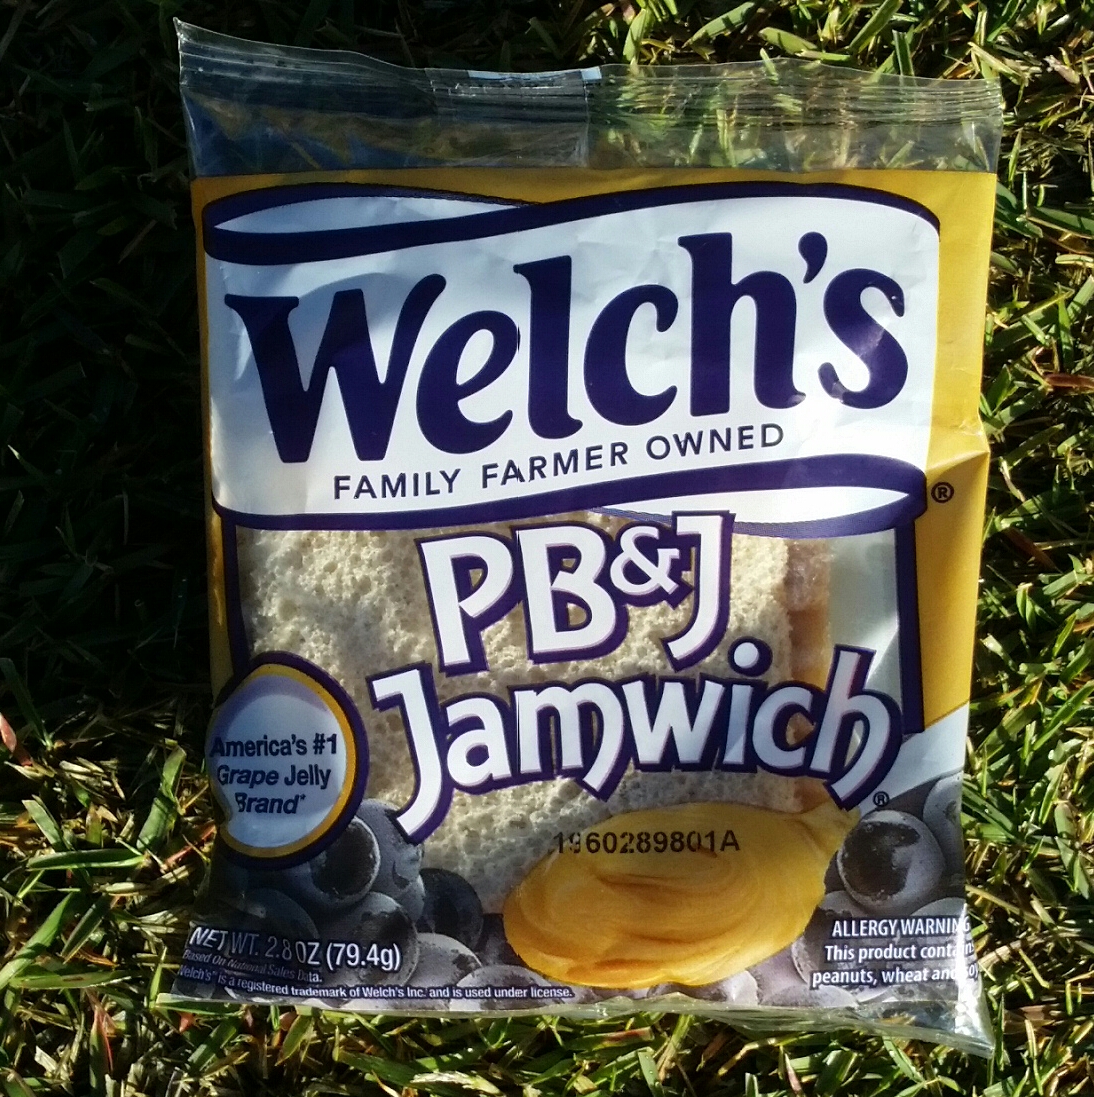 Welch's
FAMILY FARMER OWNED
®
PB&J
Jamwich
®
America's #1
Grape Jelly
Brand*
1960289801A
NET WT. 2.8 OZ (79.4g)
Based On National Sales Data.
Welch's® is a registered trademark of Welch's Inc. and is used under license.
ALLERGY WARNING
This product contains
peanuts, wheat and soy